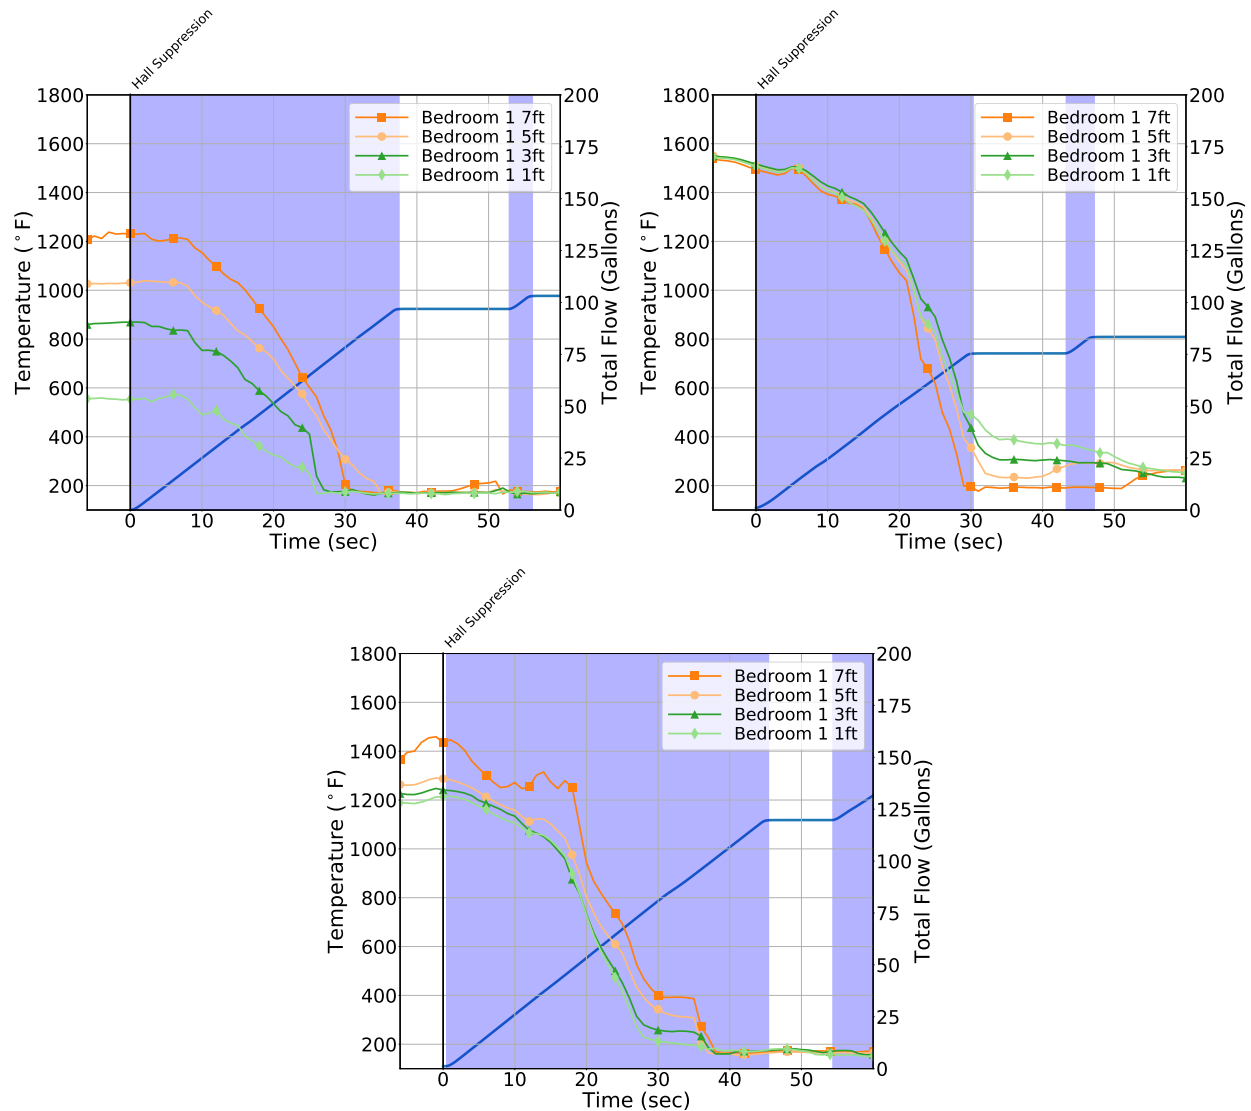 Hall Suppression
1800
1600
1400
1200
1000
800
600
400
200
Temperature (°F)
200
175
150
125
100
75
50
25
0
Total Flow (Gallons)
Bedroom 1 7ft
Bedroom 1 5ft
Bedroom 1 3ft
Bedroom 1 1ft
0 10 20 30 40 50
Time (sec)
Hall Suppression
1800
1600
1400
1200
1000
800
600
400
200
Temperature (°F)
200
175
150
125
100
75
50
25
0
Total Flow (Gallons)
Bedroom 1 7ft
Bedroom 1 5ft
Bedroom 1 3ft
Bedroom 1 1ft
0 10 20 30 40 50
Time (sec)
Hall Suppression
1800
1600
1400
1200
1000
800
600
400
200
Temperature (°F)
200
175
150
125
100
75
50
25
0
Total Flow (Gallons)
Bedroom 1 7ft
Bedroom 1 5ft
Bedroom 1 3ft
Bedroom 1 1ft
0 10 20 30 40 50
Time (sec)